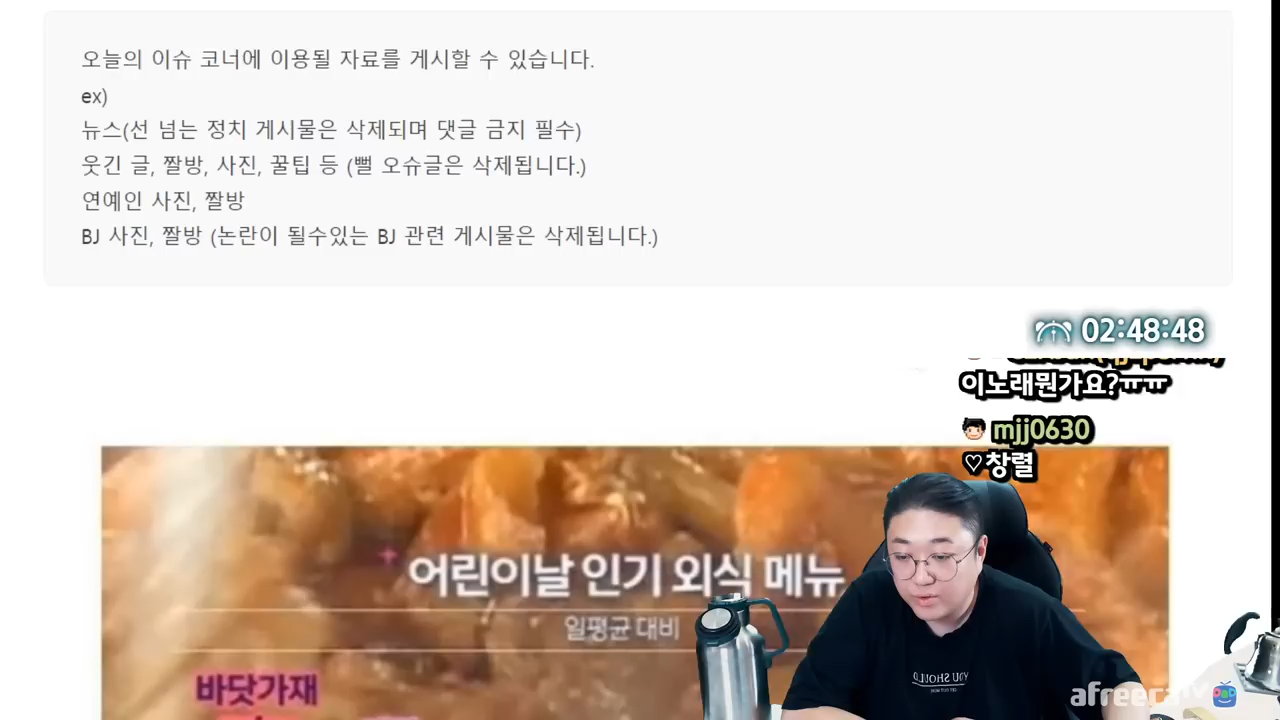 오늘의 이슈 코너에 이용될 자료를 게시할 수 있습니다.
ex)
뉴스(선 넘는 정치 게시물은 삭제되며 댓글 금지 필수)
웃긴 글, 짤방, 사진, 꿀팁 등 (뻘 오슈글은 삭제됩니다.)
연예인 사진, 짤방
BJ 사진, 짤방 (논란이 될수있는 BJ 관련 게시물은 삭제됩니다.)
02:48:48
이노래뭔가요?ㅠㅠ
mjj0630
♡창렬
어린이날 인기 외식 메뉴
일평균 대비
바닷가재
YOU SHOULD
afreecaTV